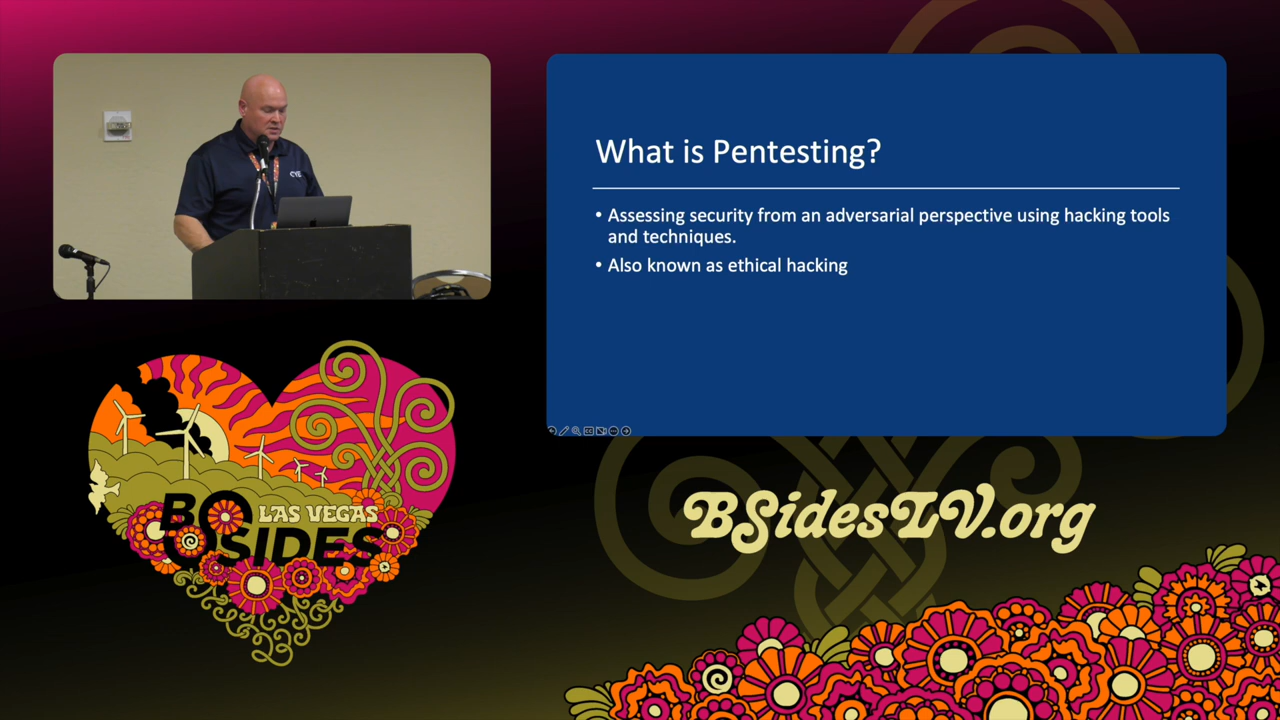 CYE
What is Pentesting?
• Assessing security from an adversarial perspective using hacking tools
and techniques.
• Also known as ethical hacking
LAS VEGAS
BSIDES
BSidesLV.org